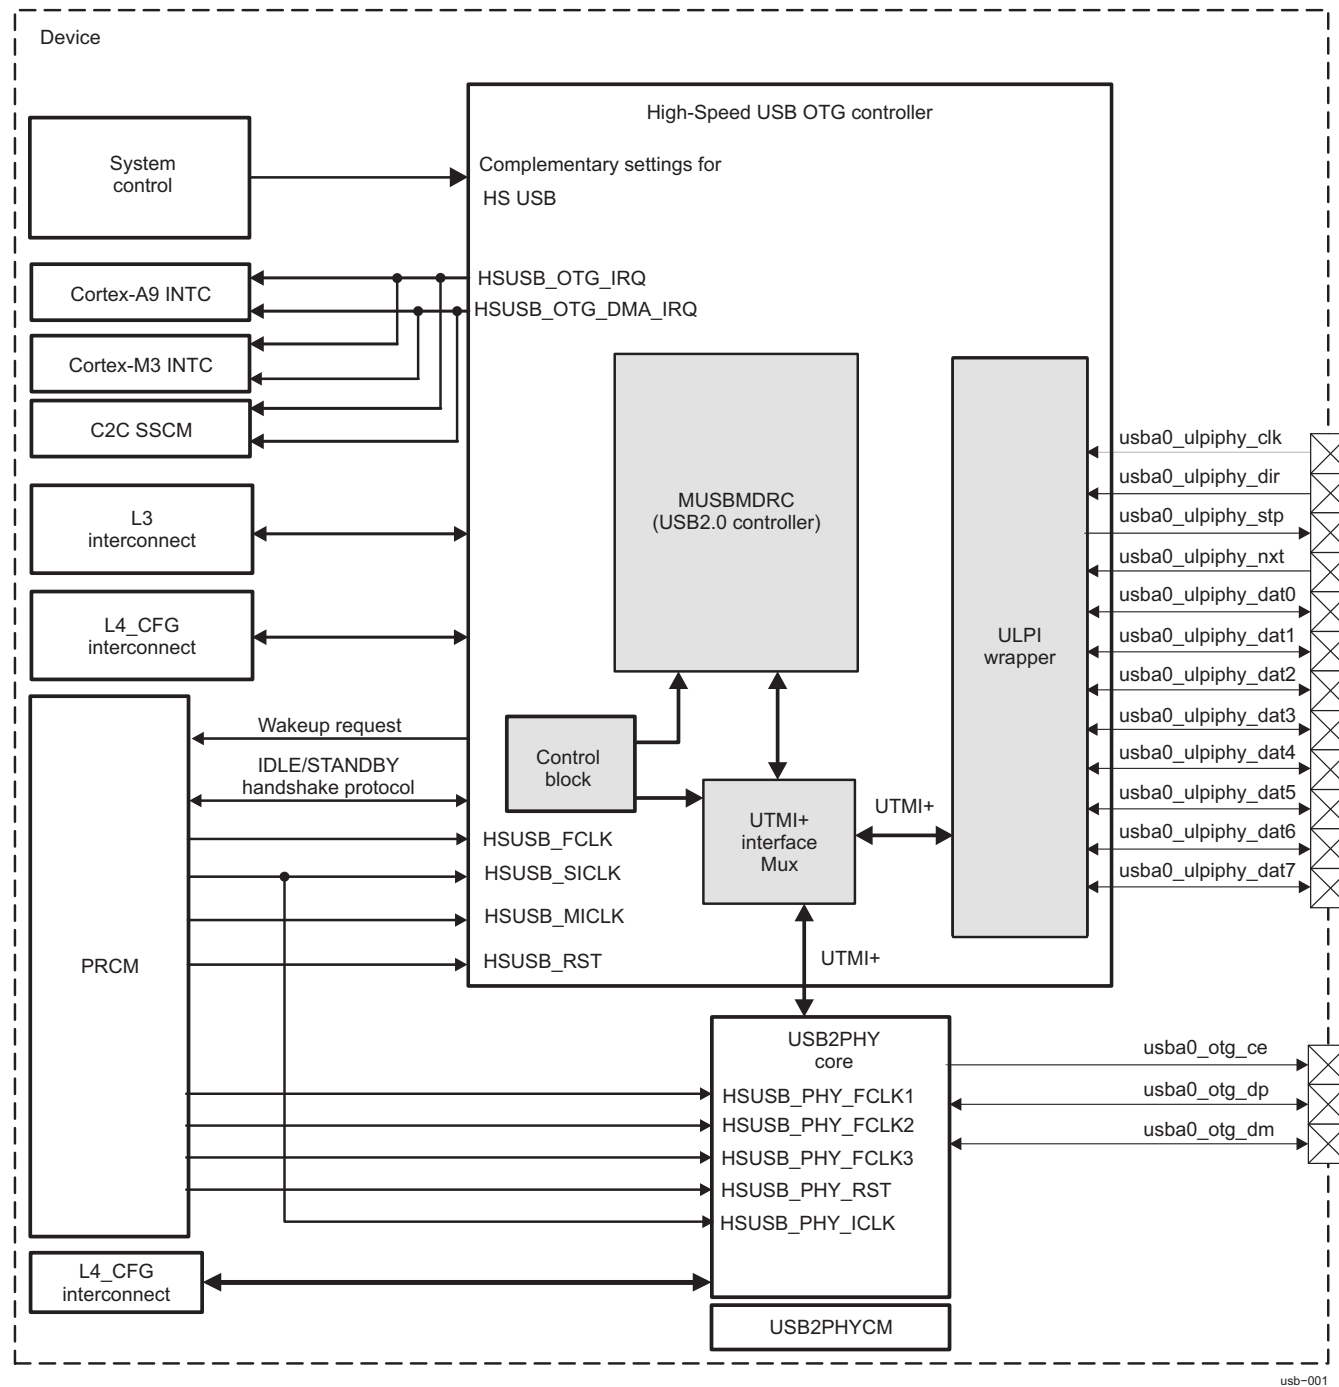 Device
High-Speed USB OTG controller
System
control
Complementary settings for
HS USB
Cortex-A9 INTC
HSUSB_OTG_IRQ
HSUSB_OTG_DMA_IRQ
Cortex-M3 INTC
C2C SSCM
L3
interconnect
L4_CFG
interconnect
MUSBMDRC
(USB2.0 controller)
ULPI
wrapper
usba0_ulpiphy_clk
usba0_ulpiphy_dir
usba0_ulpiphy_stp
usba0_ulpiphy_nxt
usba0_ulpiphy_dat0
usba0_ulpiphy_dat1
usba0_ulpiphy_dat2
usba0_ulpiphy_dat3
usba0_ulpiphy_dat4
usba0_ulpiphy_dat5
usba0_ulpiphy_dat6
usba0_ulpiphy_dat7
Wakeup request
IDLE/STANDBY
handshake protocol
Control
block
UTMI+
interface
Mux
UTMI+
HSUSB_FCLK
HSUSB_SICLK
HSUSB_MICLK
HSUSB_RST
PRCM
UTMI+
USB2PHY
core
HSUSB_PHY_FCLK1
HSUSB_PHY_FCLK2
HSUSB_PHY_FCLK3
HSUSB_PHY_RST
HSUSB_PHY_ICLK
usba0_otg_ce
usba0_otg_dp
usba0_otg_dm
L4_CFG
interconnect
USB2PHYCM
usb−001